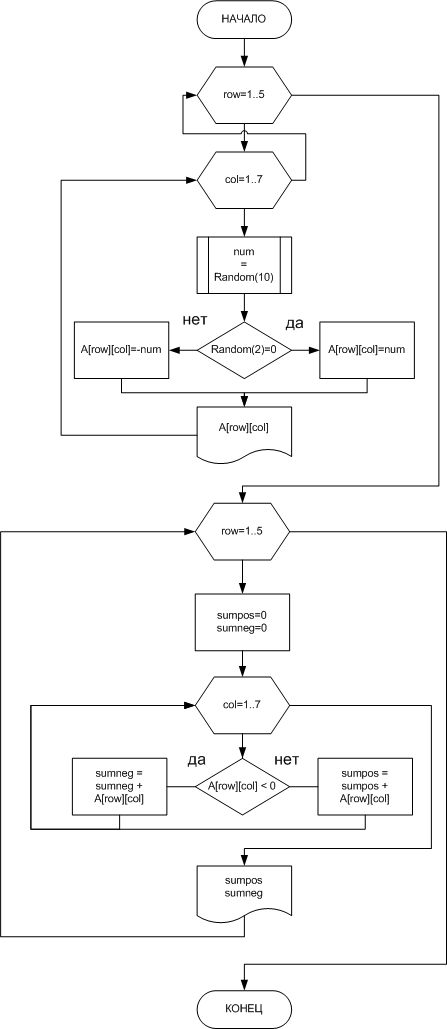 НАЧАЛО
row=1..5
col=1..7
num
=
Random(10)
нет
да
A[row][col]=-num
Random(2)=0
A[row][col]=num
A[row][col]
row=1..5
sumpos=0
sumneg=0
col=1..7
да
нет
sumneg =
sumneg +
A[row][col]
A[row][col] < 0
sumpos =
sumpos +
A[row][col]
sumpos
sumneg
КОНЕЦ